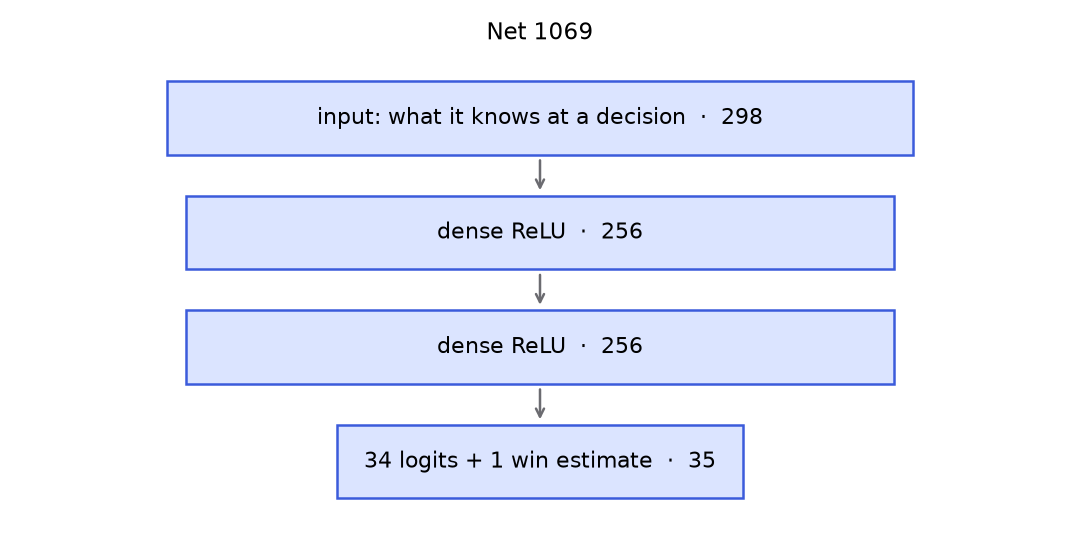 Net 1069
input: what it knows at a decision · 298
dense ReLU · 256
dense ReLU · 256
34 logits + 1 win estimate · 35